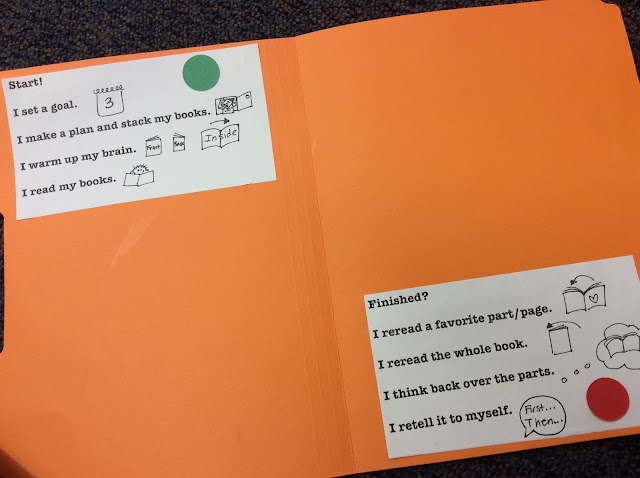 Start!
I set a goal. 3
I make a plan and stack my books.
I warm up my brain. Front Back Inside
I read my books.
Finished?
I reread a favorite part/page.
I reread the whole book.
I think back over the parts.
I retell it to myself. First...
Then...